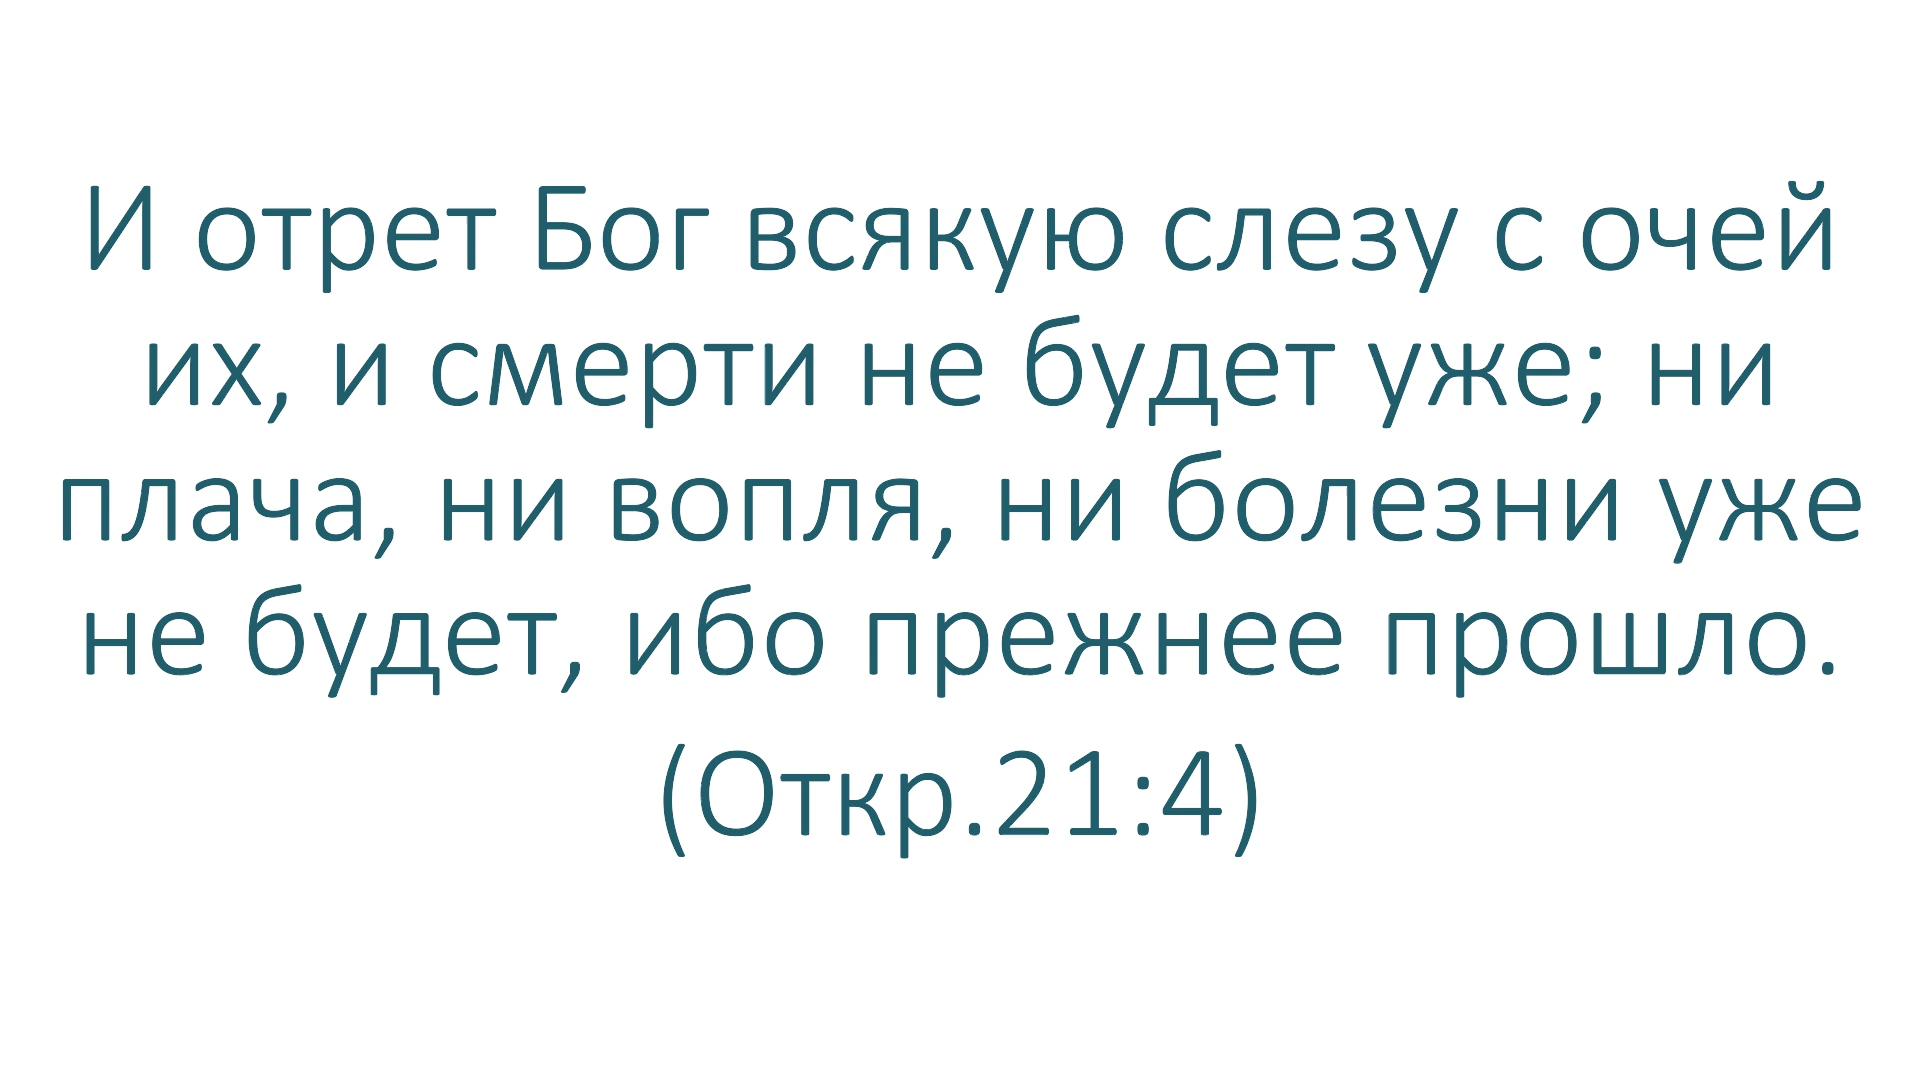 И отрет Бог всякую слезу с очей
их, и смерти не будет уже; ни
плача, ни вопля, ни болезни уже
не будет, ибо прежнее прошло.
(Откр.21:4)